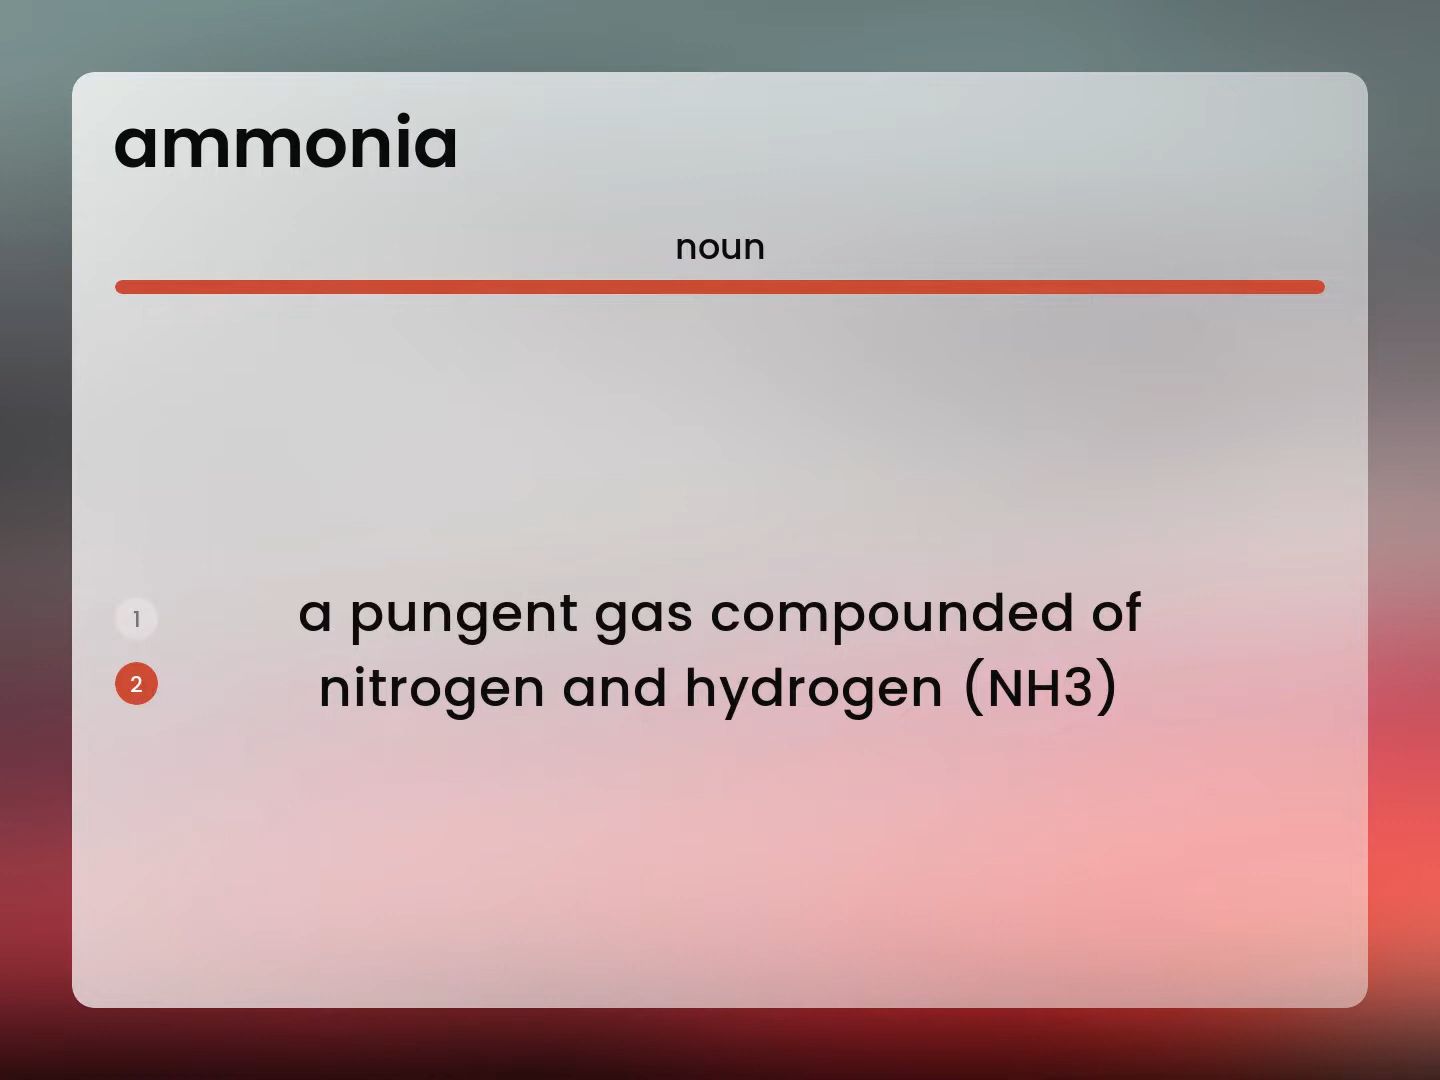 ammonia
noun
1
2
a pungent gas compounded of
nitrogen and hydrogen (NH3)